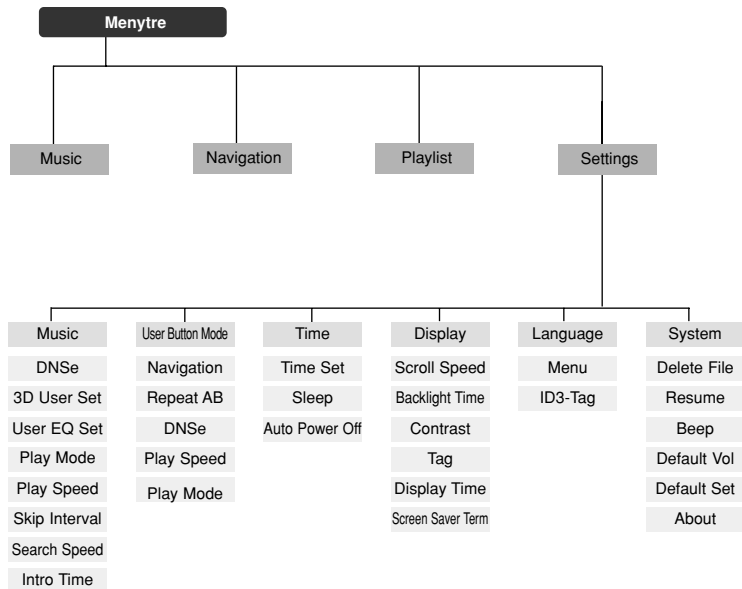 Menytre
Music
Navigation
Playlist
Settings
Music
DNSe
3D User Set
User EQ Set
Play Mode
Play Speed
Skip Interval
Search Speed
Intro Time
User Button Mode
Navigation
Repeat AB
DNSe
Play Speed
Play Mode
Time
Time Set
Sleep
Auto Power Off
Display
Scroll Speed
Backlight Time
Contrast
Tag
Display Time
Screen Saver Term
Language
Menu
ID3-Tag
System
Delete File
Resume
Beep
Default Vol
Default Set
About